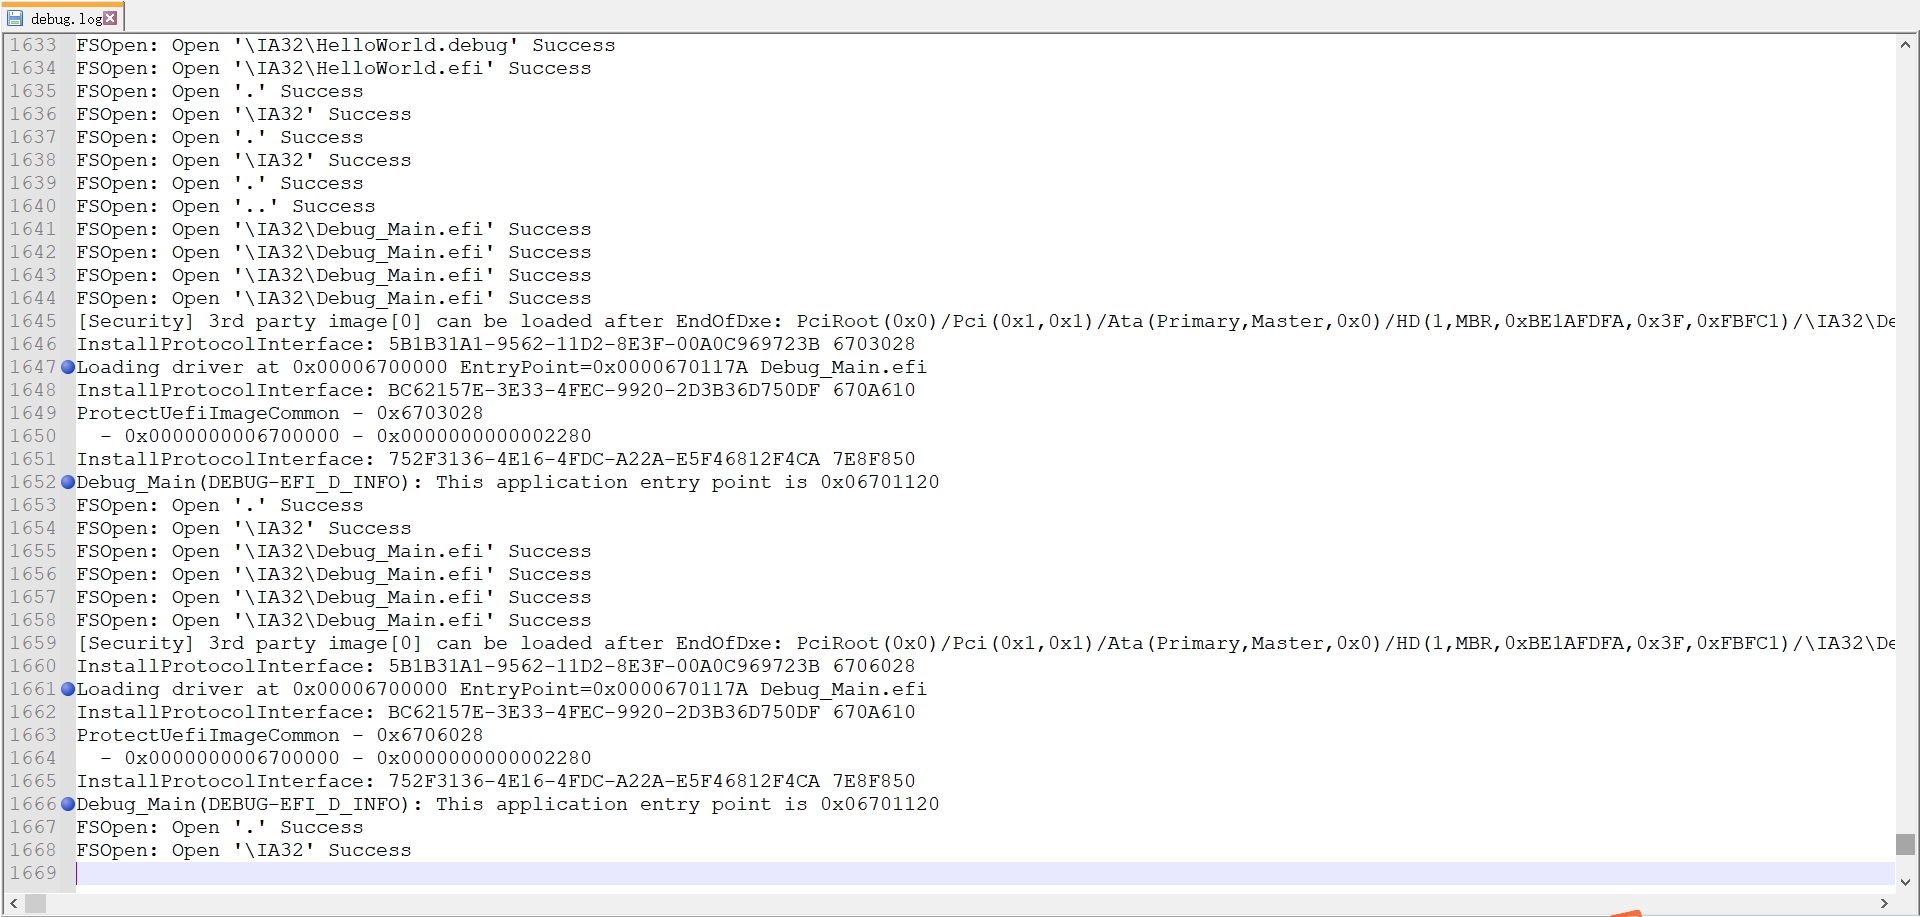 debug.log
1633 FSOpen: Open '\IA32\HelloWorld.debug' Success
1634 FSOpen: Open '\IA32\HelloWorld.efi' Success
1635 FSOpen: Open '.' Success
1636 FSOpen: Open '\IA32' Success
1637 FSOpen: Open '.' Success
1638 FSOpen: Open '\IA32' Success
1639 FSOpen: Open '.' Success
1640 FSOpen: Open '..' Success
1641 FSOpen: Open '\IA32\Debug_Main.efi' Success
1642 FSOpen: Open '\IA32\Debug_Main.efi' Success
1643 FSOpen: Open '\IA32\Debug_Main.efi' Success
1644 FSOpen: Open '\IA32\Debug_Main.efi' Success
1645 [Security] 3rd party image[0] can be loaded after EndOfDxe: PciRoot(0x0)/Pci(0x1,0x1)/Ata(Primary,Master,0x0)/HD(1,MBR,0xBE1AFDFA,0x3F,0xFBFC1)/\IA32\De
1646 InstallProtocolInterface: 5B1B31A1-9562-11D2-8E3F-00A0C969723B 6703028
1647 Loading driver at 0x00006700000 EntryPoint=0x0000670117A Debug_Main.efi
1648 InstallProtocolInterface: BC62157E-3E33-4FEC-9920-2D3B36D750DF 670A610
1649 ProtectUefiImageCommon - 0x6703028
1650   - 0x0000000006700000 - 0x0000000000002280
1651 InstallProtocolInterface: 752F3136-4E16-4FDC-A22A-E5F46812F4CA 7E8F850
1652 Debug_Main(DEBUG-EFI_D_INFO): This application entry point is 0x06701120
1653 FSOpen: Open '.' Success
1654 FSOpen: Open '\IA32' Success
1655 FSOpen: Open '\IA32\Debug_Main.efi' Success
1656 FSOpen: Open '\IA32\Debug_Main.efi' Success
1657 FSOpen: Open '\IA32\Debug_Main.efi' Success
1658 FSOpen: Open '\IA32\Debug_Main.efi' Success
1659 [Security] 3rd party image[0] can be loaded after EndOfDxe: PciRoot(0x0)/Pci(0x1,0x1)/Ata(Primary,Master,0x0)/HD(1,MBR,0xBE1AFDFA,0x3F,0xFBFC1)/\IA32\De
1660 InstallProtocolInterface: 5B1B31A1-9562-11D2-8E3F-00A0C969723B 6706028
1661 Loading driver at 0x00006700000 EntryPoint=0x0000670117A Debug_Main.efi
1662 InstallProtocolInterface: BC62157E-3E33-4FEC-9920-2D3B36D750DF 670A610
1663 ProtectUefiImageCommon - 0x6706028
1664   - 0x0000000006700000 - 0x0000000000002280
1665 InstallProtocolInterface: 752F3136-4E16-4FDC-A22A-E5F46812F4CA 7E8F850
1666 Debug_Main(DEBUG-EFI_D_INFO): This application entry point is 0x06701120
1667 FSOpen: Open '.' Success
1668 FSOpen: Open '\IA32' Success
1669